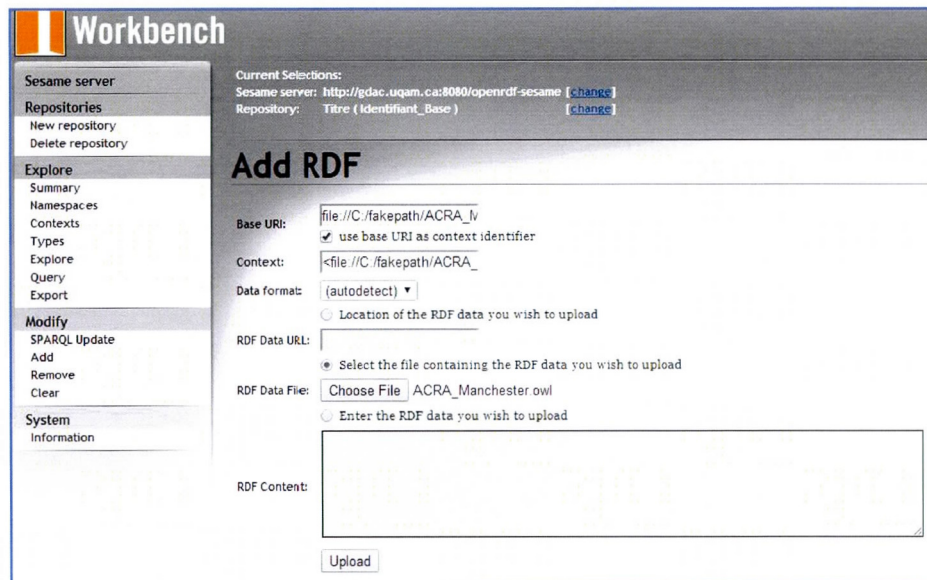 Workbench
Sesame server
Repositories
New repository
Delete repository
Explore
Summary
Namespaces
Contexts
Types
Explore
Query
Export
Modify
SPARQL Update
Add
Remove
Clear
System
Information
Current Selections:
Sesame server: http://gdac.uqam.ca:8080/openrdf-sesame [change]
Repository: Titre ( Identifiant_Base ) [change]
Add RDF
Base URI: file://C:/fakepath/ACRA_M
use base URI as context identifier
Context: <file://C:/fakepath/ACRA_
Data format: (autodetect)
Location of the RDF data you wish to upload
RDF Data URL:
Select the file containing the RDF data you wish to upload
RDF Data File: Choose File ACRA_Manchester.owl
Enter the RDF data you wish to upload
RDF Content:
Upload